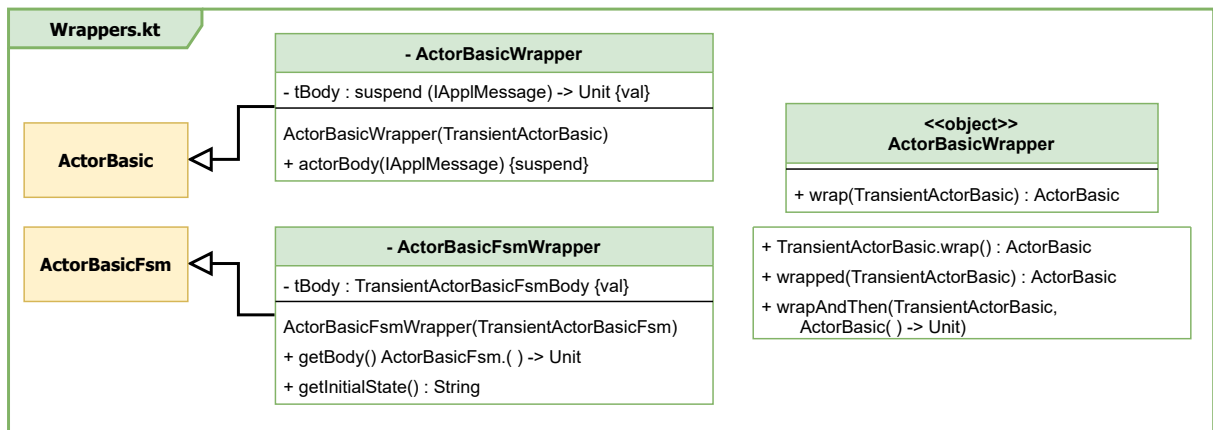 Wrappers.kt
- ActorBasicWrapper
- tBody : suspend (IApplMessage) -> Unit {val}
ActorBasicWrapper(TransientActorBasic)
+ actorBody(IApplMessage) {suspend}
ActorBasic
<<object>>
ActorBasicWrapper
+ wrap(TransientActorBasic) : ActorBasic
ActorBasicFsm
- ActorBasicFsmWrapper
- tBody : TransientActorBasicFsmBody {val}
ActorBasicFsmWrapper(TransientActorBasicFsm)
+ getBody() ActorBasicFsm.( ) -> Unit
+ getInitialState() : String
+ TransientActorBasic.wrap() : ActorBasic
+ wrapped(TransientActorBasic) : ActorBasic
+ wrapAndThen(TransientActorBasic,
ActorBasic( ) -> Unit)